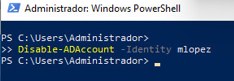 Administrador: Windows PowerShell
PS C:\Users\Administrador>
>> Disable-ADAccount -Identity mlopez
PS C:\Users\Administrador>